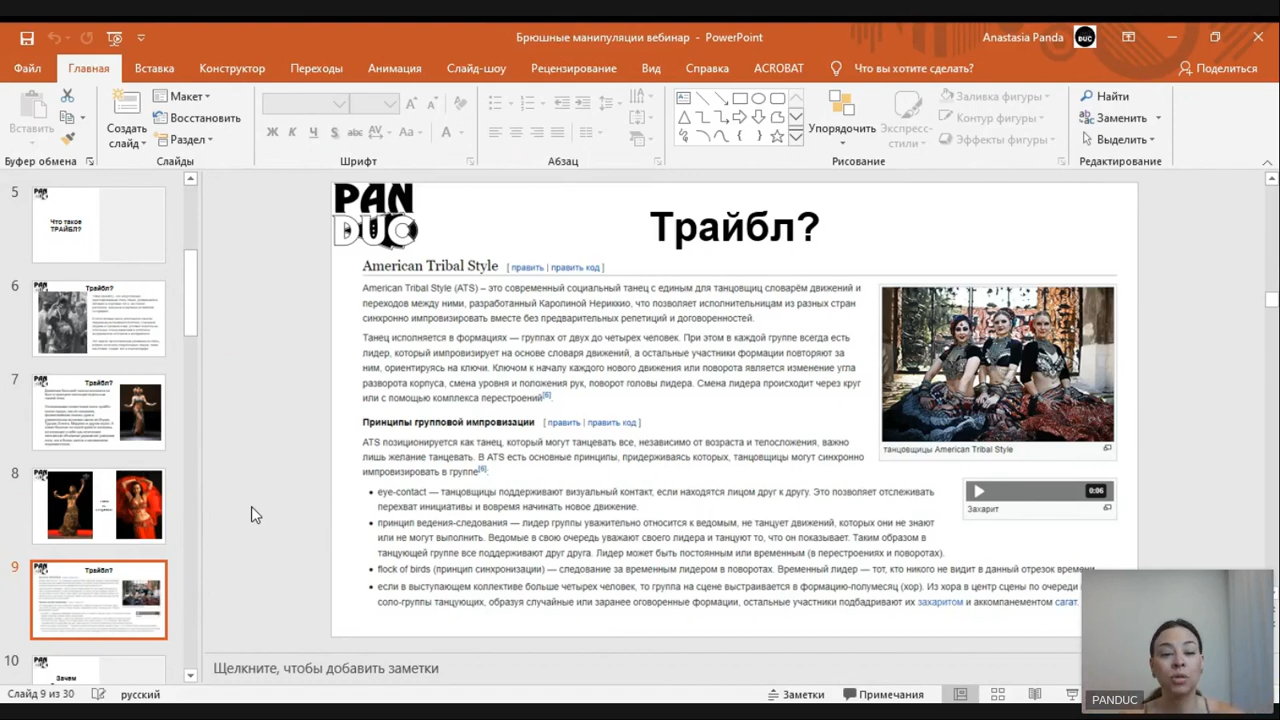 Брюшные манипуляции вебинар - PowerPoint
Anastasia Panda
DUC
Файл
Главная
Вставка
Конструктор
Переходы
Анимация
Слайд-шоу
Рецензирование
Вид
Справка
ACROBAT
Что вы хотите сделать?
Поделиться
Вставить
Буфер обмена
Создать слайд
Макет
Восстановить
Раздел
Слайды
Ж К Ч S abc AV Aa A
Шрифт
Абзац
Упорядочить
Экспресс-стили
Заливка фигуры
Контур фигуры
Эффекты фигуры
Рисование
Найти
Заменить
Выделить
Редактирование
5
Что такое
ТРАЙБЛ?
6
Трайбл?
7
Трайбл?
8
9
Трайбл?
10
Зачем
PAN
DUC
Трайбл?
American Tribal Style [ править | править код ]
American Tribal Style (ATS) – это современный социальный танец с единым для танцовщиц словарём движений и
переходов между ними, разработанный Каролиной Нериккио, что позволяет исполнительницам из разных стран
синхронно импровизировать вместе без предварительных репетиций и договоренностей.
Танец исполняется в формациях — группах от двух до четырех человек. При этом в каждой группе всегда есть
лидер, который импровизирует на основе словаря движений, а остальные участники формации повторяют за
ним, ориентируясь на ключи. Ключом к началу каждого нового движения или поворота является изменение угла
разворота корпуса, смена уровня и положения рук, поворот головы лидера. Смена лидера происходит через круг
или с помощью комплекса перестроений[6].
Принципы групповой импровизации [ править | править код ]
ATS позиционируется как танец, который могут танцевать все, независимо от возраста и телосложения, важно
лишь желание танцевать. В ATS есть основные принципы, придерживаясь которых, танцовщицы могут синхронно
импровизировать в группе[6]:
• eye-contact — танцовщицы поддерживают визуальный контакт, если находятся лицом друг к другу. Это позволяет отслеживать
перехват инициативы и вовремя начинать новое движение.
• принцип ведения-следования — лидер группы уважительно относится к ведомым, не танцует движений, которых они не знают
или не могут выполнить. Ведомые в свою очередь уважают своего лидера и танцуют то, что он показывает. Таким образом в
танцующей группе все поддерживают друг друга. Лидер может быть постоянным или временным (в перестроениях и поворотах).
• flock of birds (принцип синхронизации) — следование за временным лидером в поворотах. Временный лидер — тот, кто никого не видит в данный отрезок времени.
• если в выступающем коллективе больше четырех человек, то группа на сцене выстраивается в формацию-полумесяц (хор). Из хора в центр сцены по очереди
соло-группы танцующих, образуя случайные или заранее оговоренные формации, остальные участники подбадривают их захаритом и аккомпанементом сагат.
танцовщицы American Tribal Style
0:06
Захарит
Щелкните, чтобы добавить заметки
Слайд 9 из 30
русский
Заметки
Примечания
PANDUC